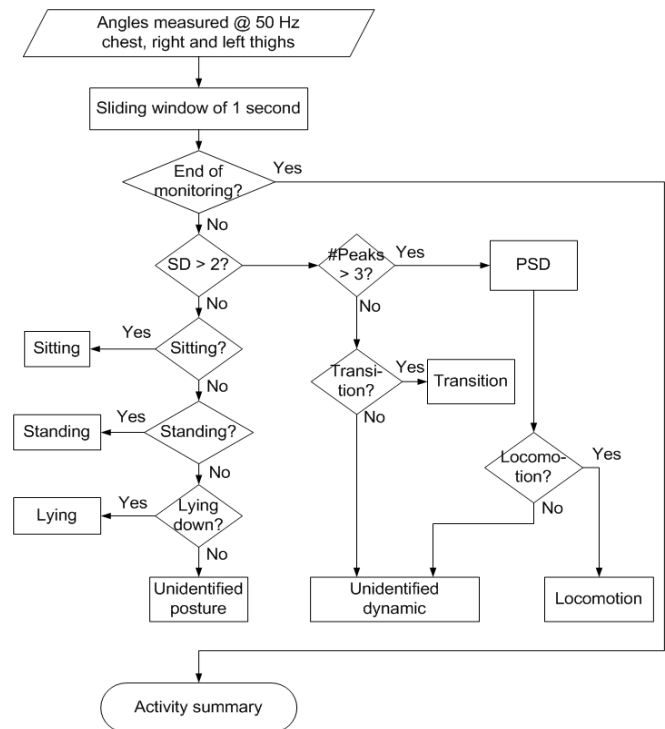 Angles measured @ 50 Hz
chest, right and left thighs
Sliding window of 1 second
End of
monitoring?
Yes
No
SD > 2?
#Peaks
> 3?
Yes
PSD
No
No
Sitting
Yes
Sitting?
Transi-
tion?
Yes
Transition
No
No
Standing
Yes
Standing?
Locomo-
tion?
Yes
No
No
Lying
Yes
Lying
down?
No
Unidentified
posture
Unidentified
dynamic
Locomotion
Activity summary